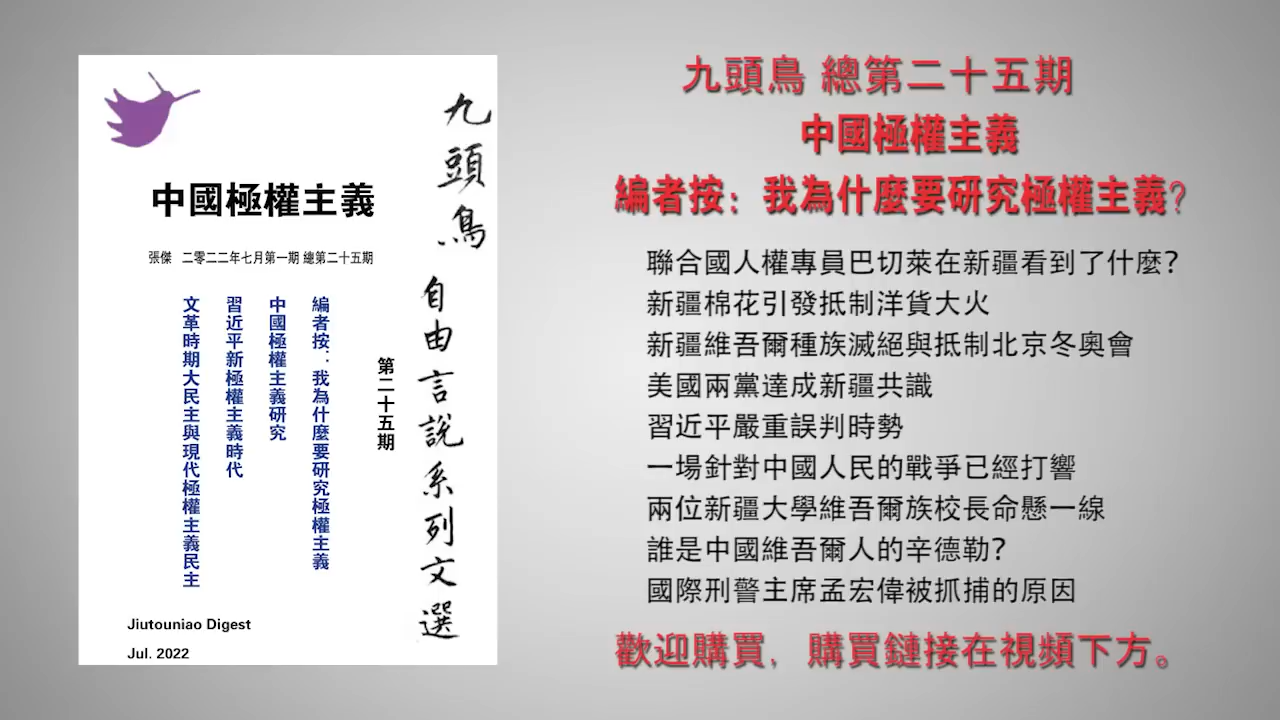 九頭鳥
自由言說系列文選
第二十五期
中國極權主義
張傑 二零二二年七月第一期 總第二十五期
編者按：我為什麼要研究極權主義
中國極權主義研究
習近平新極權主義時代
文革時期大民主與現代極權主義民主
Jiutouniao Digest
Jul. 2022
九頭鳥 總第二十五期
中國極權主義
編者按：我為什麼要研究極權主義？
聯合國人權專員巴切萊在新疆看到了什麼？
新疆棉花引發抵制洋貨大火
新疆維吾爾種族滅絕與抵制北京冬奧會
美國兩黨達成新疆共識
習近平嚴重誤判時勢
一場針對中國人民的戰爭已經打響
兩位新疆大學維吾爾族校長命懸一線
誰是中國維吾爾人的辛德勒？
國際刑警主席孟宏偉被抓捕的原因
歡迎購買，購買鏈接在視頻下方。